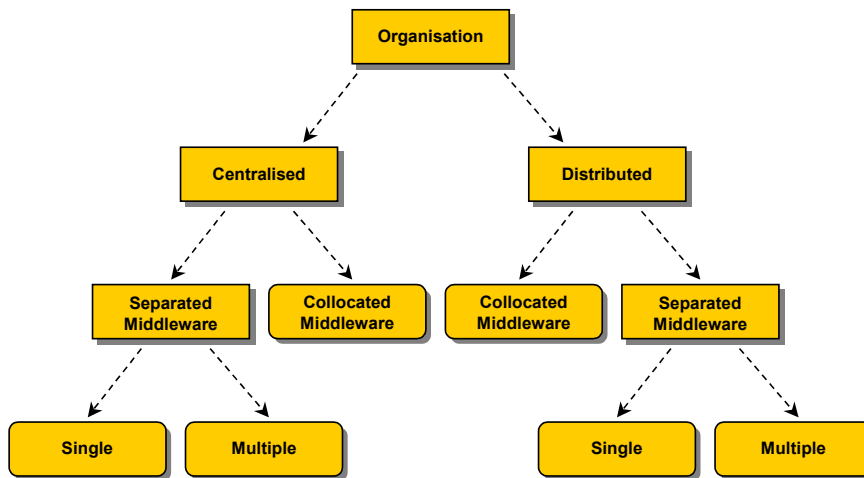 Organisation
Centralised
Distributed
Separated
Middleware
Collocated
Middleware
Collocated
Middleware
Separated
Middleware
Single
Multiple
Single
Multiple